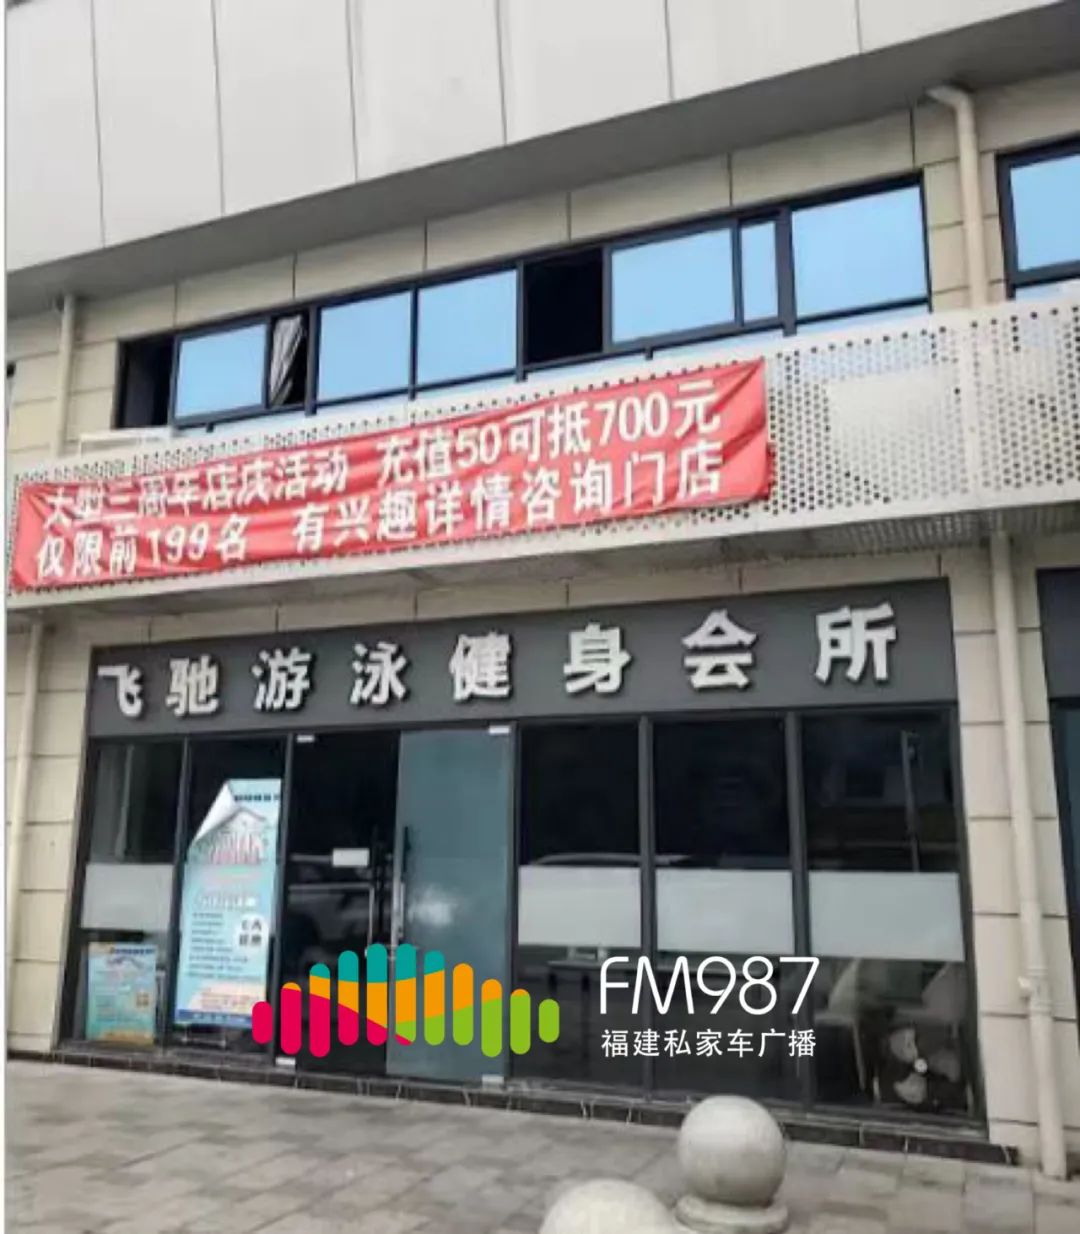 大型三周年店庆活动 充值50可抵700元
仅限前199名 有兴趣详情咨询门店
飞驰游泳健身会所
FM987
福建私家车广播